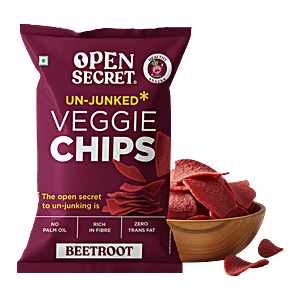 OPEN
SECRET®
UN-JUNKED*
VEGGIE
CHIPS
*The open secret
to un-junking is
NO
PALM OIL
RICH
IN FIBRE
ZERO
TRANS FAT
BEETROOT